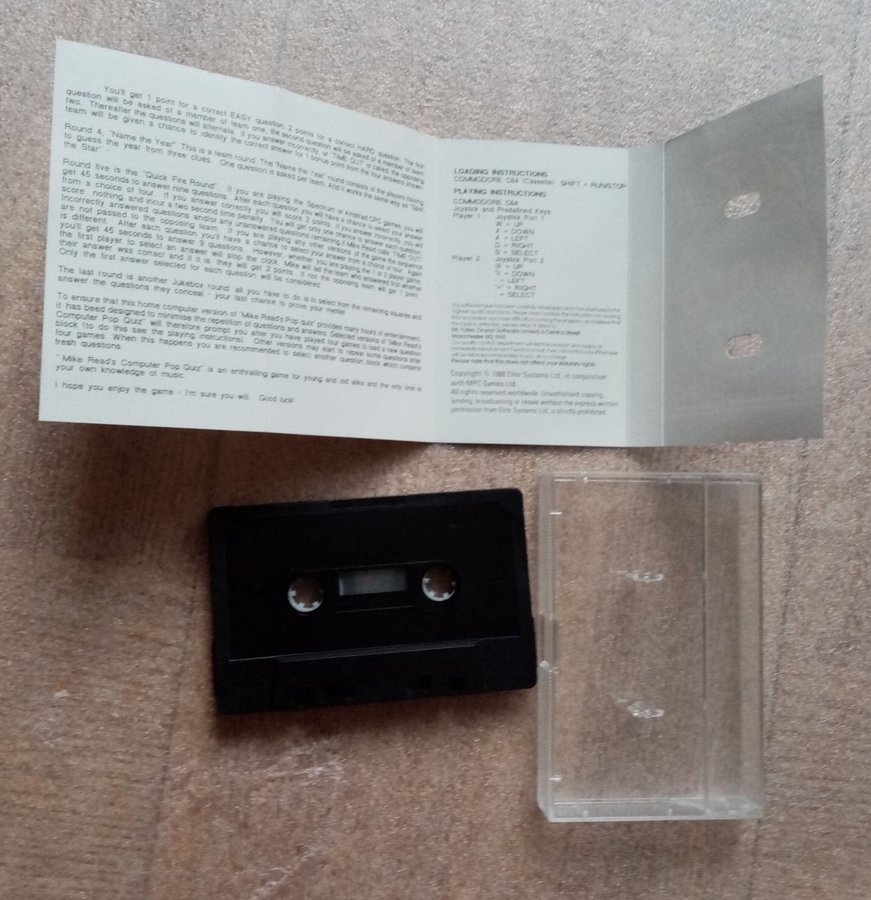 You'll get 1 point for a correct EASY question, 2 points for a correct HARD question. The first
question will be asked of a member of team one, the second question will be asked of a member of team
two. Thereafter the questions will alternate. If you answer incorrectly, or "TIME OUT" is called, the opposing
team will be given a chance to identify the correct answer for 1 bonus point from the four answers shown.
Round 4, "Name the Year" This is a team round. The "Name the Year" round consists of the players having
to guess the year from three clues. One question is asked per team. And it works the same way as "Spot
the Star".
Round five is the "Quick Fire Round". If you are playing the Spectrum or Amstrad CPC games, you will
get 45 seconds to answer nine questions. After each question you will have a chance to select your answer
from a choice of four. If you answer correctly you will score 2 points. If you answer incorrectly, you will
score nothing, and incur a two second time penalty. You will get only one chance to answer each question.
Incorrectly answered questions and/or any unanswered questions remaining if Mike Read calls "TIME OUT"
are not passed to the opposing team. If you are playing any other versions of the game the sequence
is different. After each question you'll have a chance to select your answer from a choice of four. Again
you'll get 45 seconds to answer 9 questions. However, whether you are playing the 1 or 2 player game,
the first player to select an answer will stop the clock. Mike will tell the team who answered first whether
their answer was correct and if it is, they will get 2 points. If not the opposing team will get 1 point.
Only the first answer selected for each question will be considered.
The last round is another Jukebox round, all you have to do is to select from the remaining squares and
answer the questions they conceal - your last chance to prove your mettle!
To ensure that this home computer version of "Mike Read's Pop quiz" provides many hours of entertainment,
it has beed designed to minimise the repetition of questions and answers. Selected versions of "Mike Read's
Computer Pop Quiz" will therefore prompt you after you have played four games to load a new question
block (to do this see the playing instructions). Other versions may start to repeat some questions after
four games. When this happens you are recommended to select another question block which contains
fresh questions.
" Mike Read's Computer Pop Quiz" is an enthralling game for young and old alike and the only limit is
your own knowledge of music.
I hope you enjoy the game - I'm sure you will. Good luck!
LOADING INSTRUCTIONS
COMMODORE C64 (Cassette) SHIFT + RUN/STOP
PLAYING INSTRUCTIONS
COMMODORE C64
Joystick and Predefined Keys
Player 1 - Joystick Port 1
W = UP
X = DOWN
A = LEFT
D = RIGHT
S = SELECT
Player 2 - Joystick Port 2
= UP
= DOWN
= LEFT
= RIGHT
= SELECT
Manchester M3
Please note that this does not affect your statutory rights.
Copyright © 1988 Elite Systems Ltd., in conjunction
with MPC Games Ltd.
All rights reserved worldwide. Unauthorised copying,
lending, broadcasting or resale without the express written
permission from Elite Systems Ltd. is strictly prohibited.